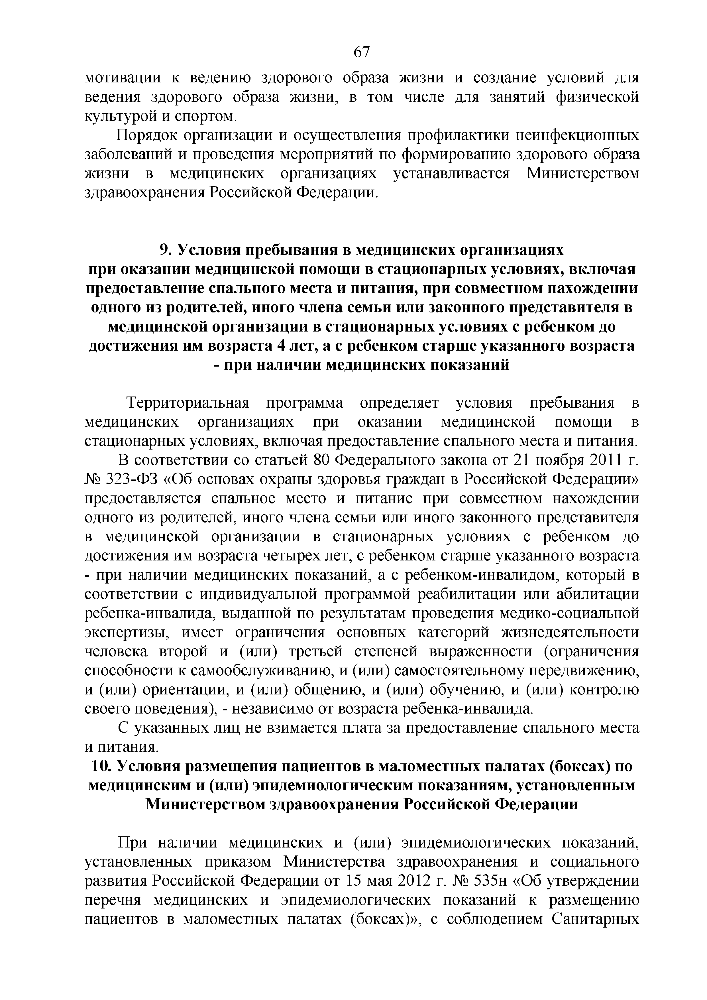 67
мотивации к ведению здорового образа жизни и создание условий для
ведения здорового образа жизни, в том числе для занятий физической
культурой и спортом.
Порядок организации и осуществления профилактики неинфекционных
заболеваний и проведения мероприятий по формированию здорового образа
жизни в медицинских организациях устанавливается Министерством
здравоохранения Российской Федерации.
9. Условия пребывания в медицинских организациях
при оказании медицинской помощи в стационарных условиях, включая
предоставление спального места и питания, при совместном нахождении
одного из родителей, иного члена семьи или законного представителя в
медицинской организации в стационарных условиях с ребенком до
достижения им возраста 4 лет, а с ребенком старше указанного возраста
- при наличии медицинских показаний
Территориальная программа определяет условия пребывания в
медицинских организациях при оказании медицинской помощи в
стационарных условиях, включая предоставление спального места и питания.
В соответствии со статьей 80 Федерального закона от 21 ноября 2011 г.
№ 323-ФЗ «Об основах охраны здоровья граждан в Российской Федерации»
предоставляется спальное место и питание при совместном нахождении
одного из родителей, иного члена семьи или иного законного представителя
в медицинской организации в стационарных условиях с ребенком до
достижения им возраста четырех лет, с ребенком старше указанного возраста
- при наличии медицинских показаний, а с ребенком-инвалидом, который в
соответствии с индивидуальной программой реабилитации или абилитации
ребенка-инвалида, выданной по результатам проведения медико-социальной
экспертизы, имеет ограничения основных категорий жизнедеятельности
человека второй и (или) третьей степеней выраженности (ограничения
способности к самообслуживанию, и (или) самостоятельному передвижению,
и (или) ориентации, и (или) общению, и (или) обучению, и (или) контролю
своего поведения), - независимо от возраста ребенка-инвалида.
С указанных лиц не взимается плата за предоставление спального места
и питания.
10. Условия размещения пациентов в маломестных палатах (боксах) по
медицинским и (или) эпидемиологическим показаниям, установленным
Министерством здравоохранения Российской Федерации
При наличии медицинских и (или) эпидемиологических показаний,
установленных приказом Министерства здравоохранения и социального
развития Российской Федерации от 15 мая 2012 г. № 535н «Об утверждении
перечня медицинских и эпидемиологических показаний к размещению
пациентов в маломестных палатах (боксах)», с соблюдением Санитарных